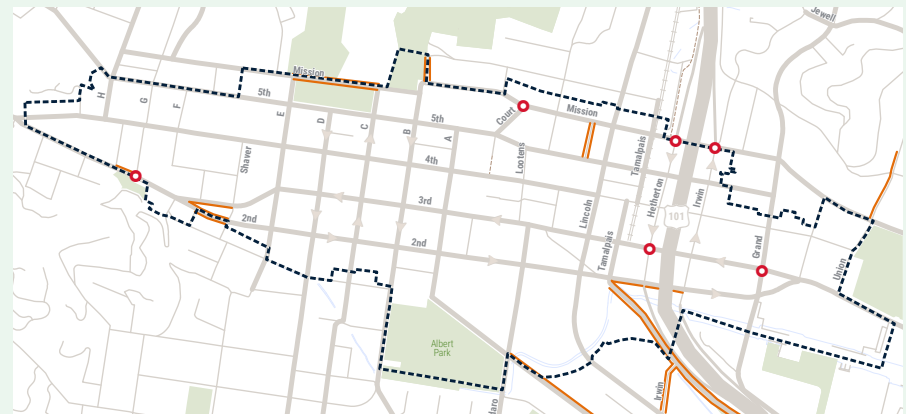 Jewell
Mission
H
G
F
5th
E
D
C
B
A
5th
Court
Mission
Shaver
4th
Lootens
Tamalpais
Hetherton
Irwin
3rd
Lincoln
101
2nd
2nd
Tamalpais
Grand
Union
Albert
Park
Irwin